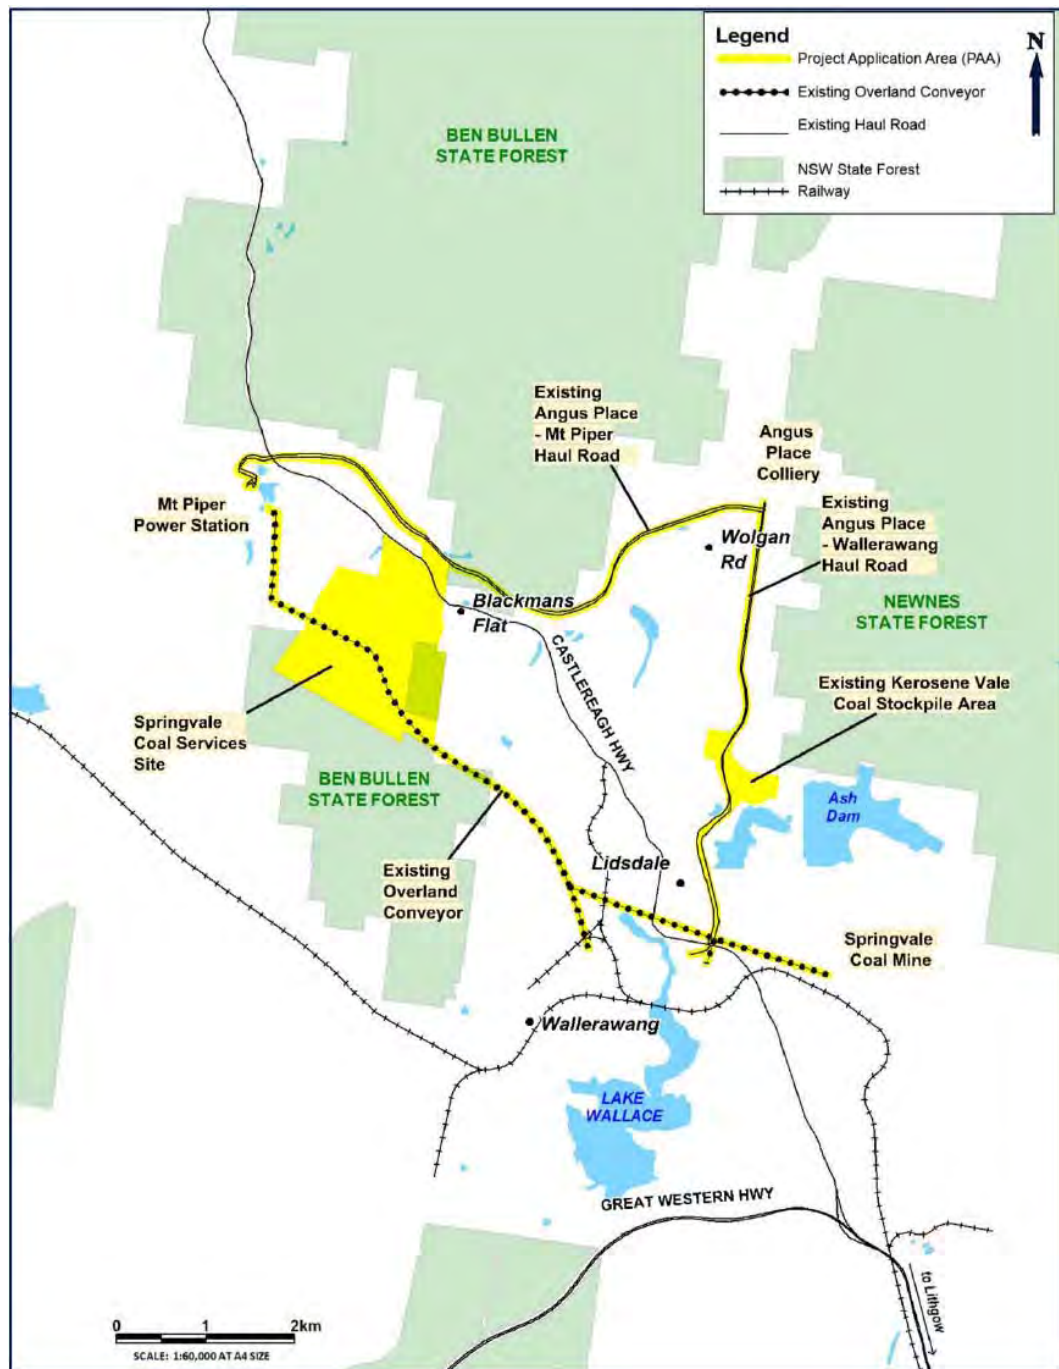 Legend
N
Project Application Area (PAA)
Existing Overland Conveyor
Existing Haul Road
NSW State Forest
Railway
BEN BULLEN
STATE FOREST
Existing
Angus Place
- Mt Piper
Haul Road
Angus
Place
Colliery
Mt Piper
Power Station
Existing
Angus Place
- Wallerawang
Haul Road
Wolgan
Rd
Blackmans
Flat
NEWNES
STATE FOREST
CASTLEREAGH HWY
Existing Kerosene Vale
Coal Stockpile Area
Springvale
Coal Services
Site
BEN BULLEN
STATE FOREST
Ash
Dam
Lidsdale
Existing
Overland
Conveyor
Springvale
Coal Mine
Wallerawang
LAKE
WALLACE
GREAT WESTERN HWY
to Lithgow
0 1 2km
SCALE: 1:60,000 AT A4 SIZE